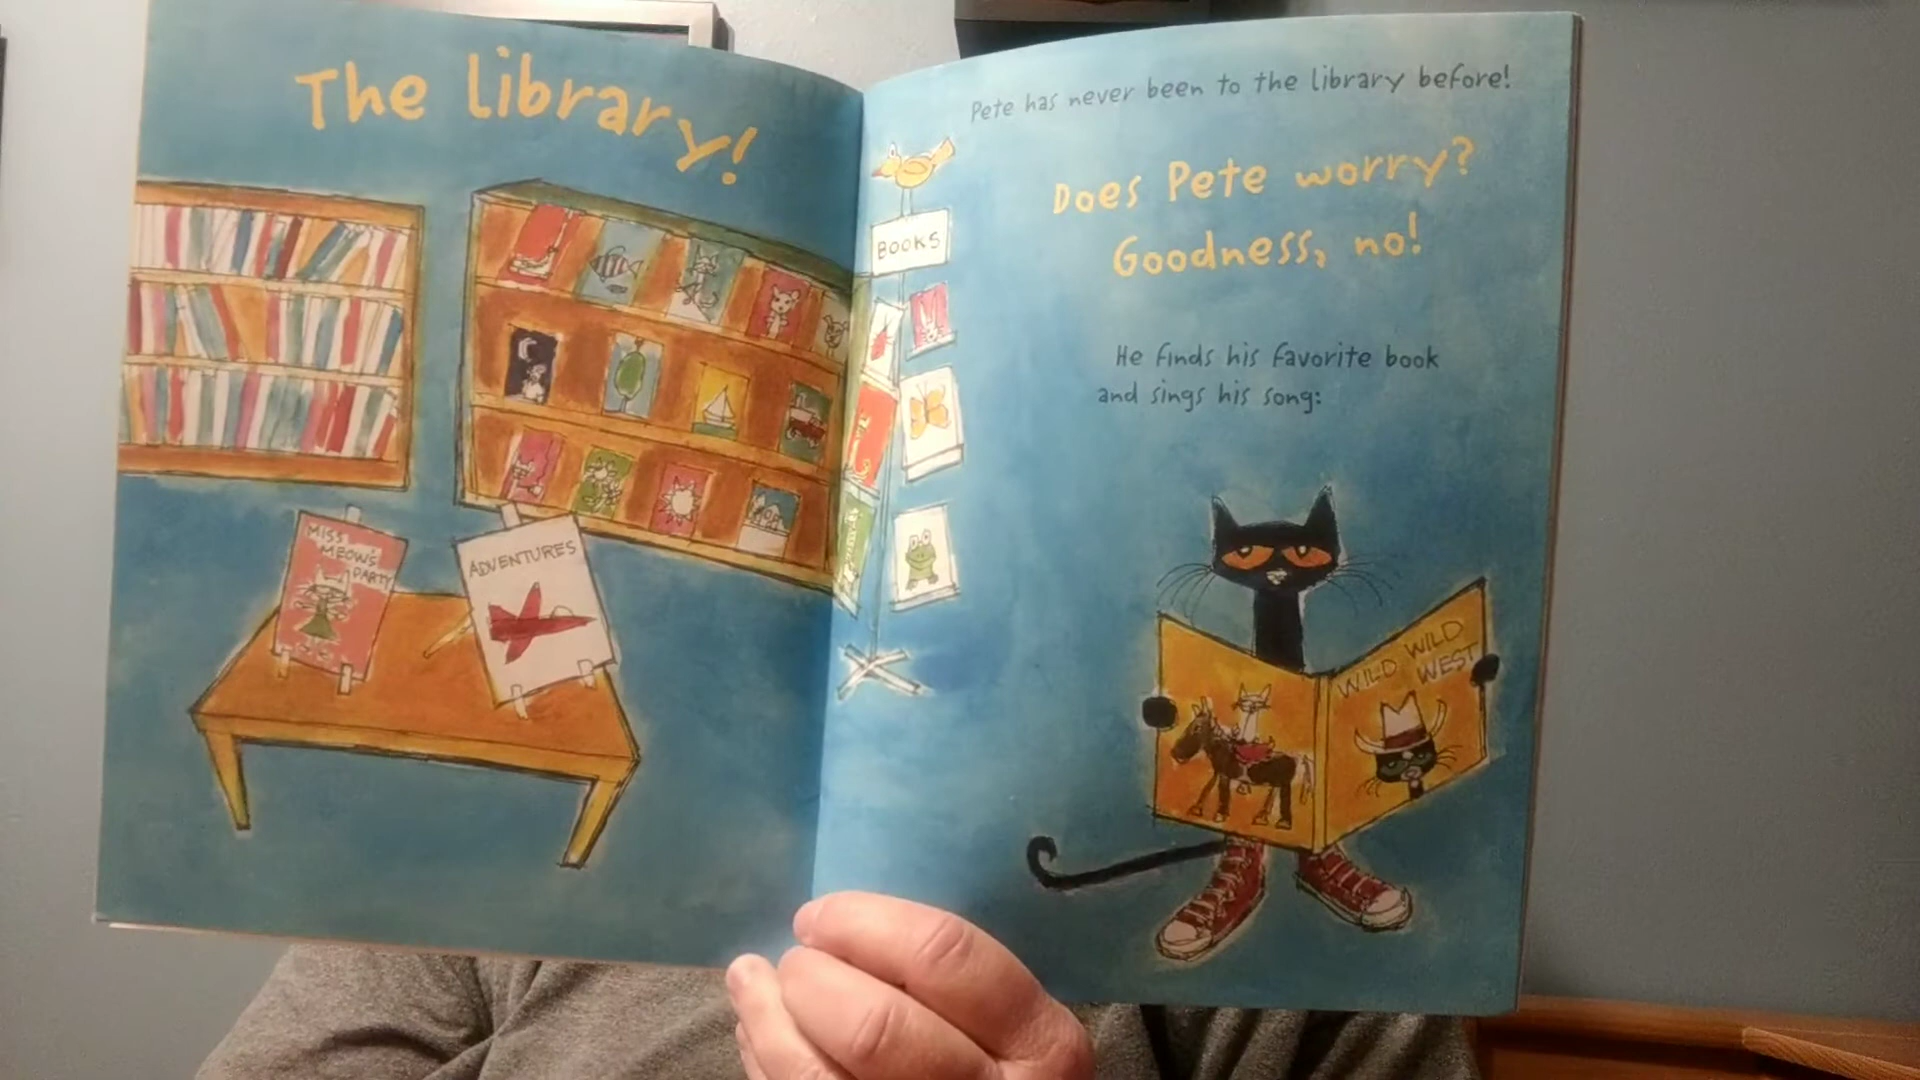 The library!
MISS
MEOW'S
PARTY
ADVENTURES
BOOKS
Pete has never been to the library before!
Does Pete worry?
Goodness, no!
He finds his favorite book
and sings his song:
WILD WILD
WEST